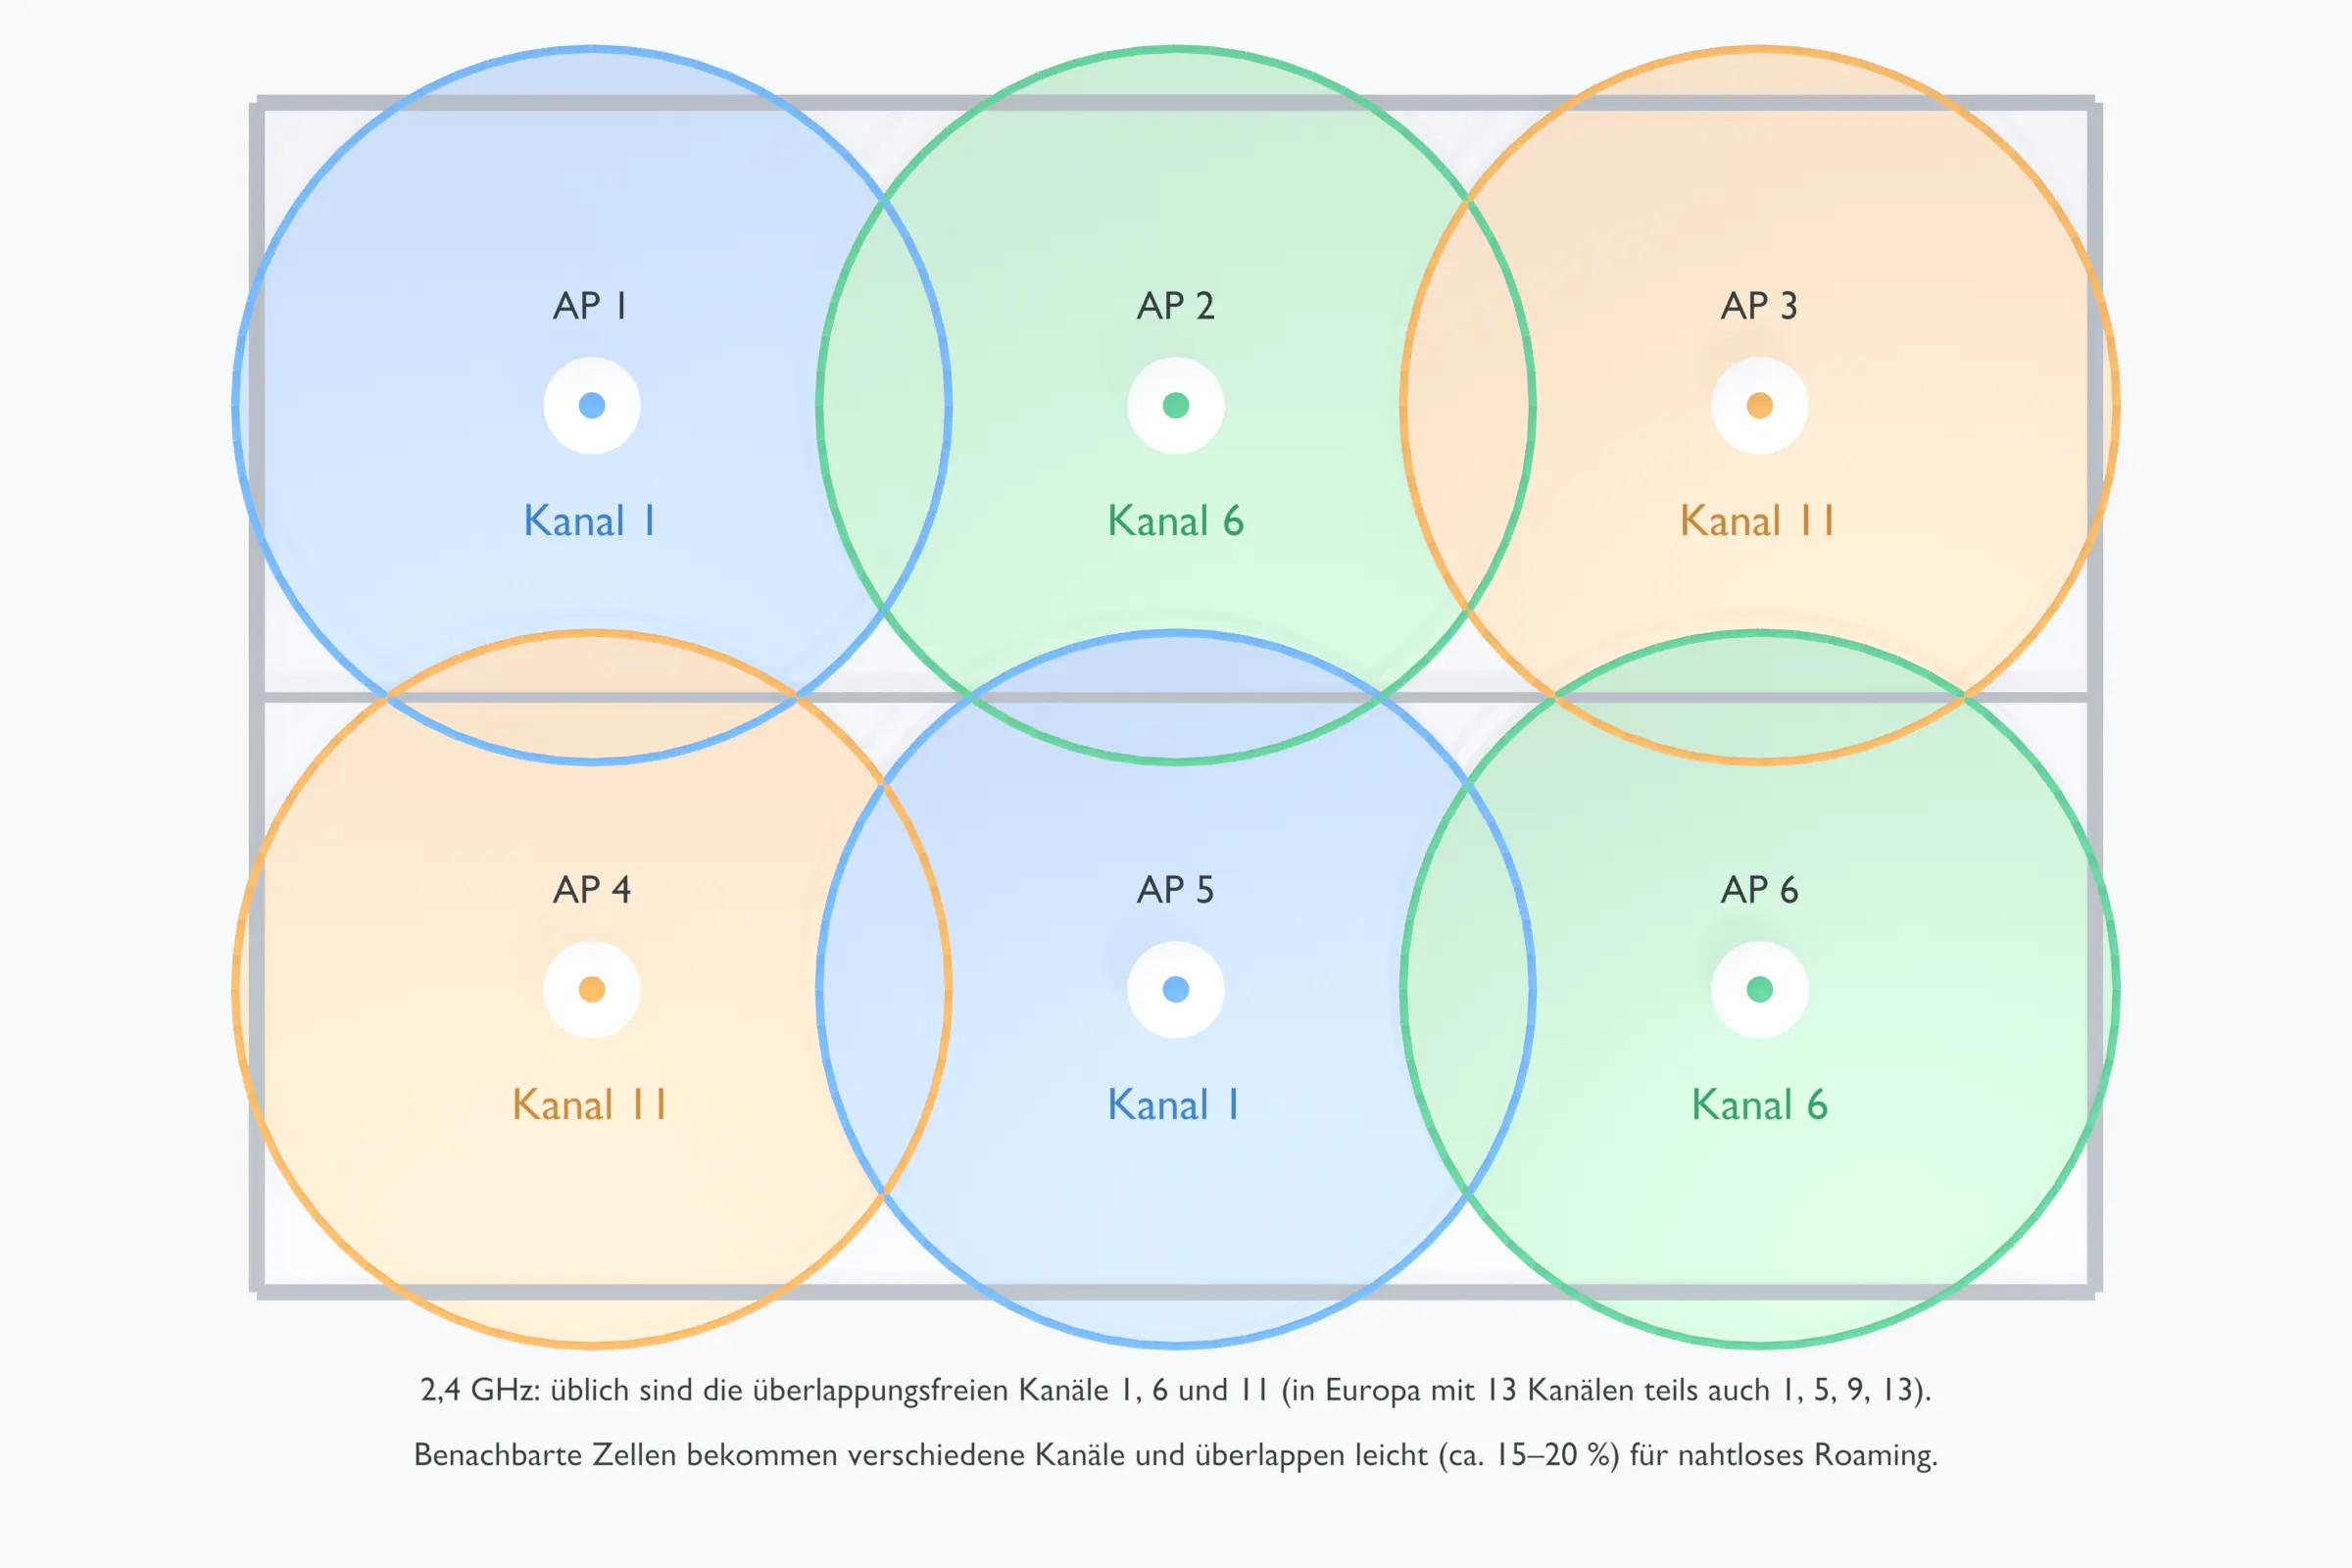 AP 1
AP 2
AP 3
Kanal 1
Kanal 6
Kanal 11
AP 4
AP 5
AP 6
Kanal 11
Kanal 1
Kanal 6
2,4 GHz: üblich sind die überlappungsfreien Kanäle 1, 6 und 11 (in Europa mit 13 Kanälen teils auch 1, 5, 9, 13).
Benachbarte Zellen bekommen verschiedene Kanäle und überlappen leicht (ca. 15–20 %) für nahtloses Roaming.